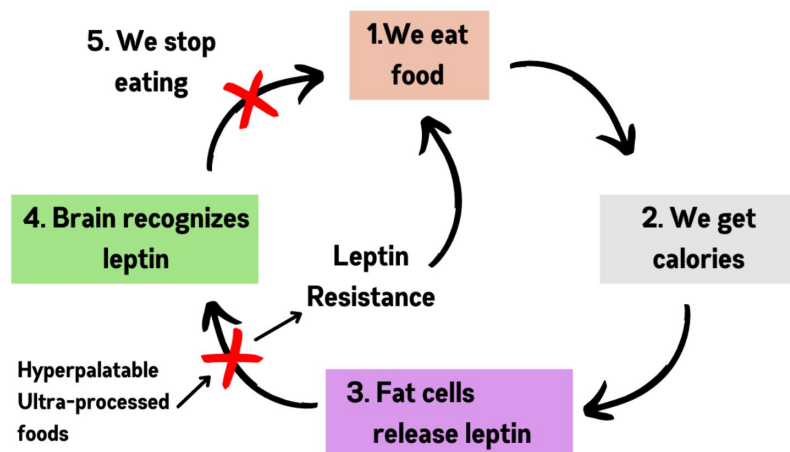 1.We eat
food
2. We get
calories
3. Fat cells
release leptin
4. Brain recognizes
leptin
5. We stop
eating
Leptin
Resistance
Hyperpalatable
Ultra-processed
foods